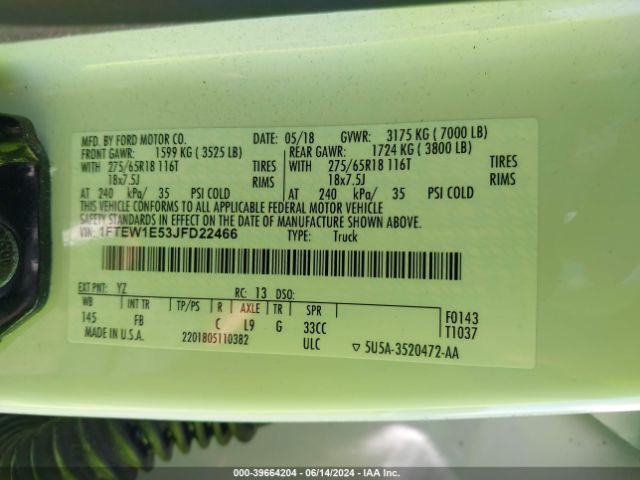 MFD. BY FORD MOTOR CO. DATE: 05/18 GVWR: 3175 KG ( 7000 LB)
FRONT GAWR: 1599 KG ( 3525 LB) REAR GAWR: 1724 KG ( 3800 LB)
WITH 275/65R18 116T TIRES WITH 275/65R18 116T TIRES
18x7.5J RIMS 18x7.5J RIMS
AT 240 kPa/ 35 PSI COLD AT 240 kPa/ 35 PSI COLD
THIS VEHICLE CONFORMS TO ALL APPLICABLE FEDERAL MOTOR VEHICLE
SAFETY STANDARDS IN EFFECT ON THE DATE OF MANUFACTURE SHOWN ABOVE.
VIN: 1FTEW1E53JFD22466 TYPE: Truck
EXT PNT: YZ RC: 13 DSO:
WB INT TR TP/PS R AXLE TR SPR
145 FB C L9 G 33CC
F0143
T1037
MADE IN U.S.A. 2201805110382 ULC ▽ 5U5A-3520472-AA
000-39664204 - 06/14/2024 - IAA Inc.